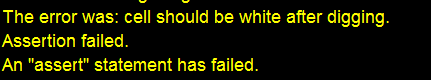 The error was: cell should be white after digging.
Assertion failed.
An "assert" statement has failed.